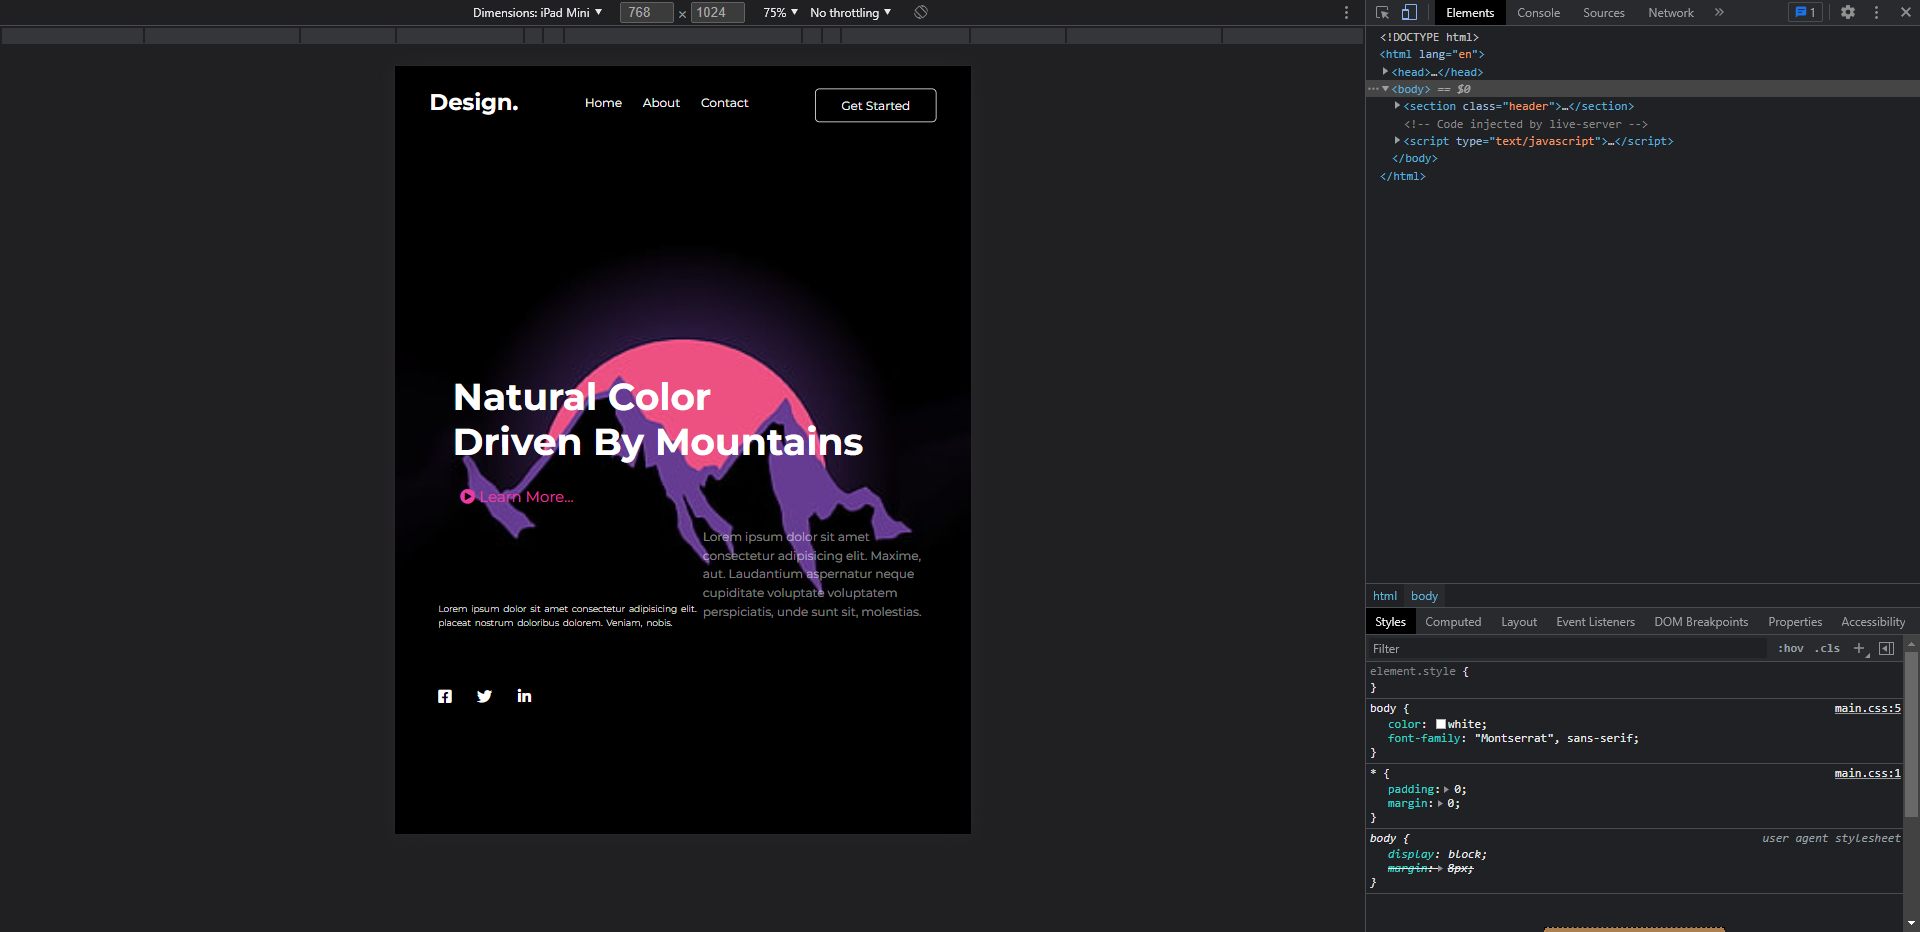 Dimensions: iPad Mini ▼ 768 × 1024 75% ▼ No throttling ▼
Elements Console Sources Network » 1
Design.
Home About Contact
Get Started
Natural Color
Driven By Mountains
Learn More...
Lorem ipsum dolor sit amet
consectetur adipisicing elit. Maxime,
aut. Laudantium aspernatur neque
cupiditate voluptate voluptatem
perspiciatis, unde sunt sit, molestias.
Lorem ipsum dolor sit amet consectetur adipisicing elit.
placeat nostrum doloribus dolorem. Veniam, nobis.
<!DOCTYPE html>
<html lang="en">
<head>…</head>
<body> == $0
<section class="header">…</section>
<!-- Code injected by live-server -->
<script type="text/javascript">…</script>
</body>
</html>
html body
Styles Computed Layout Event Listeners DOM Breakpoints Properties Accessibility
Filter :hov .cls +
element.style {
}
body { main.css:5
color: white;
font-family: "Montserrat", sans-serif;
}
* { main.css:1
padding: 0;
margin: 0;
}
body { user agent stylesheet
display: block;
margin: 8px;
}